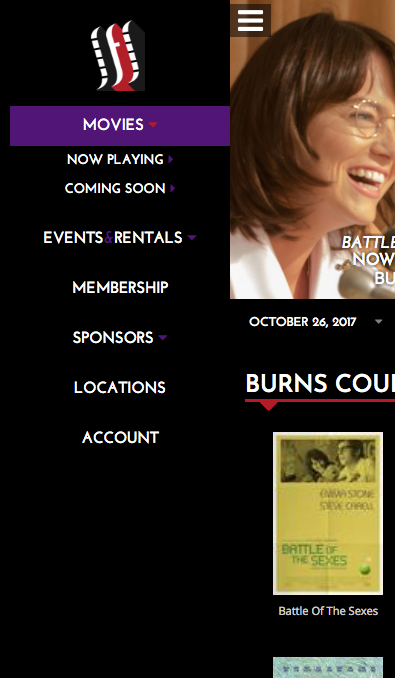 MOVIES
NOW PLAYING
COMING SOON
EVENTS&RENTALS
MEMBERSHIP
SPONSORS
LOCATIONS
ACCOUNT
BATTLE
NOW
BU
OCTOBER 26, 2017
BURNS COU
EMMA STONE
STEVE CARELL
BATTLE OF
THE SEXES
Battle Of The Sexes